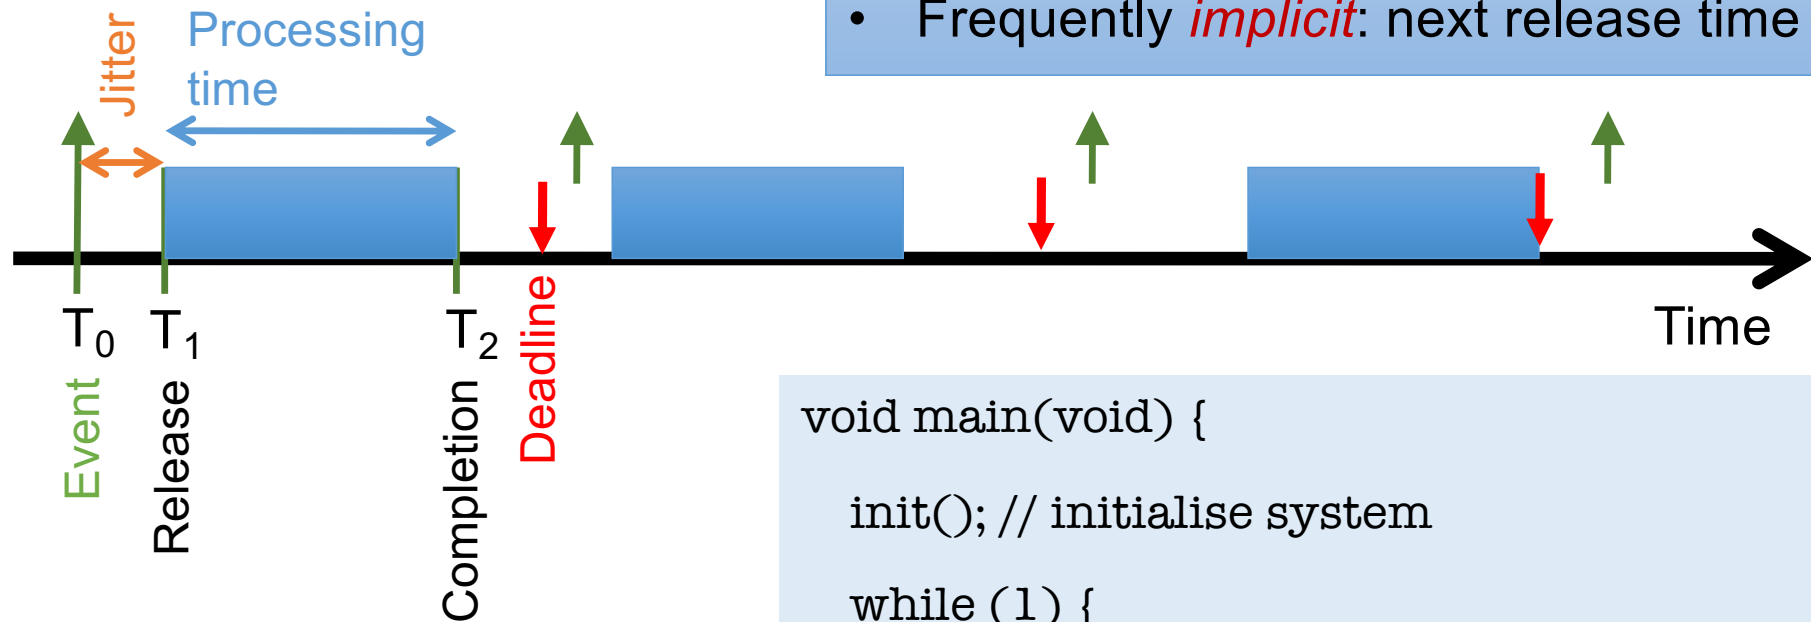 • Frequently implicit: next release time
Processing
time
Jitter
T0 T1 T2
Event
Release
Completion
Deadline
Time
void main(void) {
init(); // initialise system
while (1) {